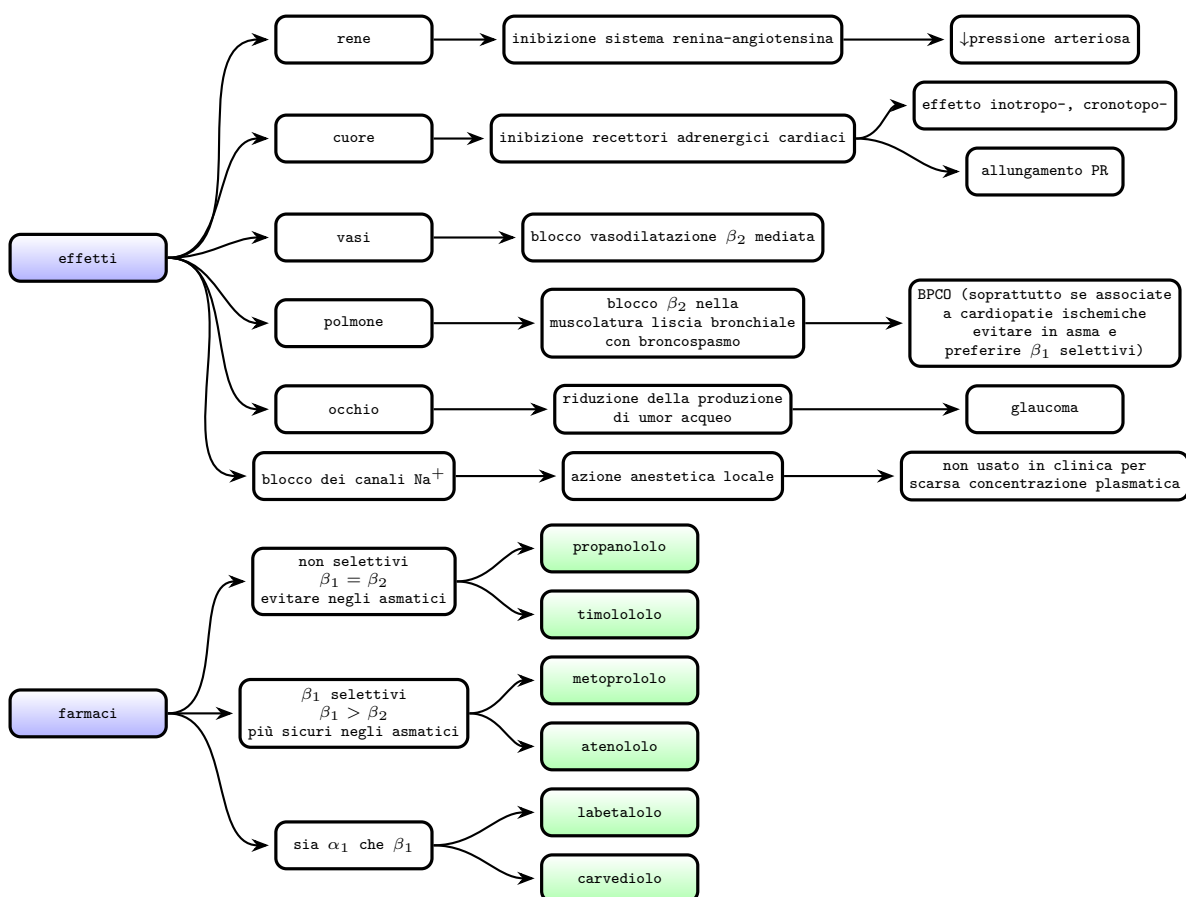 effetti
rene
inibizione sistema renina-angiotensina
↓pressione arteriosa
cuore
inibizione recettori adrenergici cardiaci
effetto inotropo-, cronotopo-
allungamento PR
vasi
blocco vasodilatazione β₂ mediata
polmone
blocco β₂ nella
muscolatura liscia bronchiale
con broncospasmo
BPCO (soprattutto se associate
a cardiopatie ischemiche
evitare in asma e
preferire β₁ selettivi)
occhio
riduzione della produzione
di umor acqueo
glaucoma
blocco dei canali Na⁺
azione anestetica locale
non usato in clinica per
scarsa concentrazione plasmatica
farmaci
non selettivi
β₁ = β₂
evitare negli asmatici
propanololo
timolololo
β₁ selettivi
β₁ > β₂
più sicuri negli asmatici
metoprololo
atenololo
sia α₁ che β₁
labetalolo
carvediolo